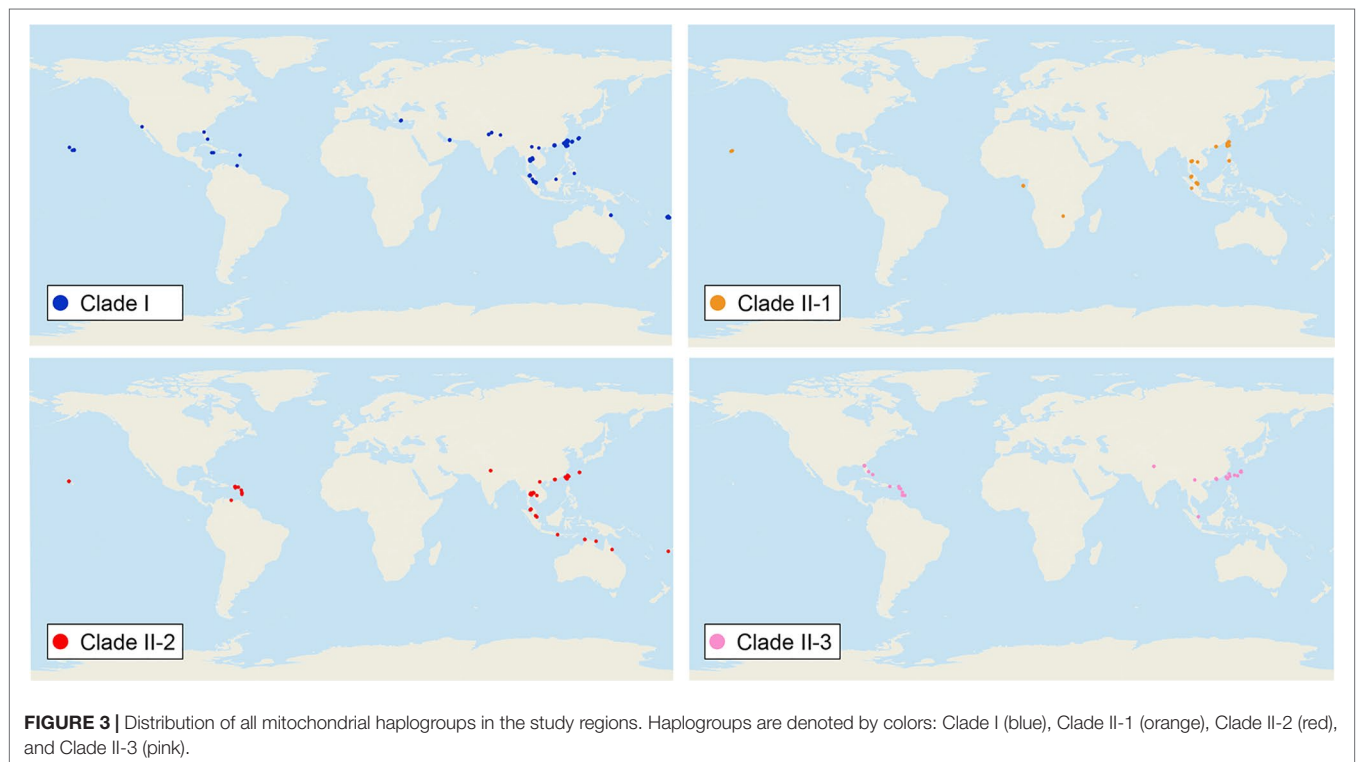 Clade I
Clade II-1
Clade II-2
Clade II-3
FIGURE 3 | Distribution of all mitochondrial haplogroups in the study regions. Haplogroups are denoted by colors: Clade I (blue), Clade II-1 (orange), Clade II-2 (red),
and Clade II-3 (pink).